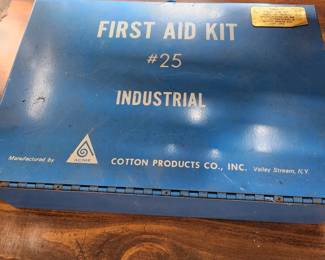 FIRST AID KIT
#25
INDUSTRIAL
Manufactured by ACME COTTON PRODUCTS CO., INC. Valley Stream, N.Y.